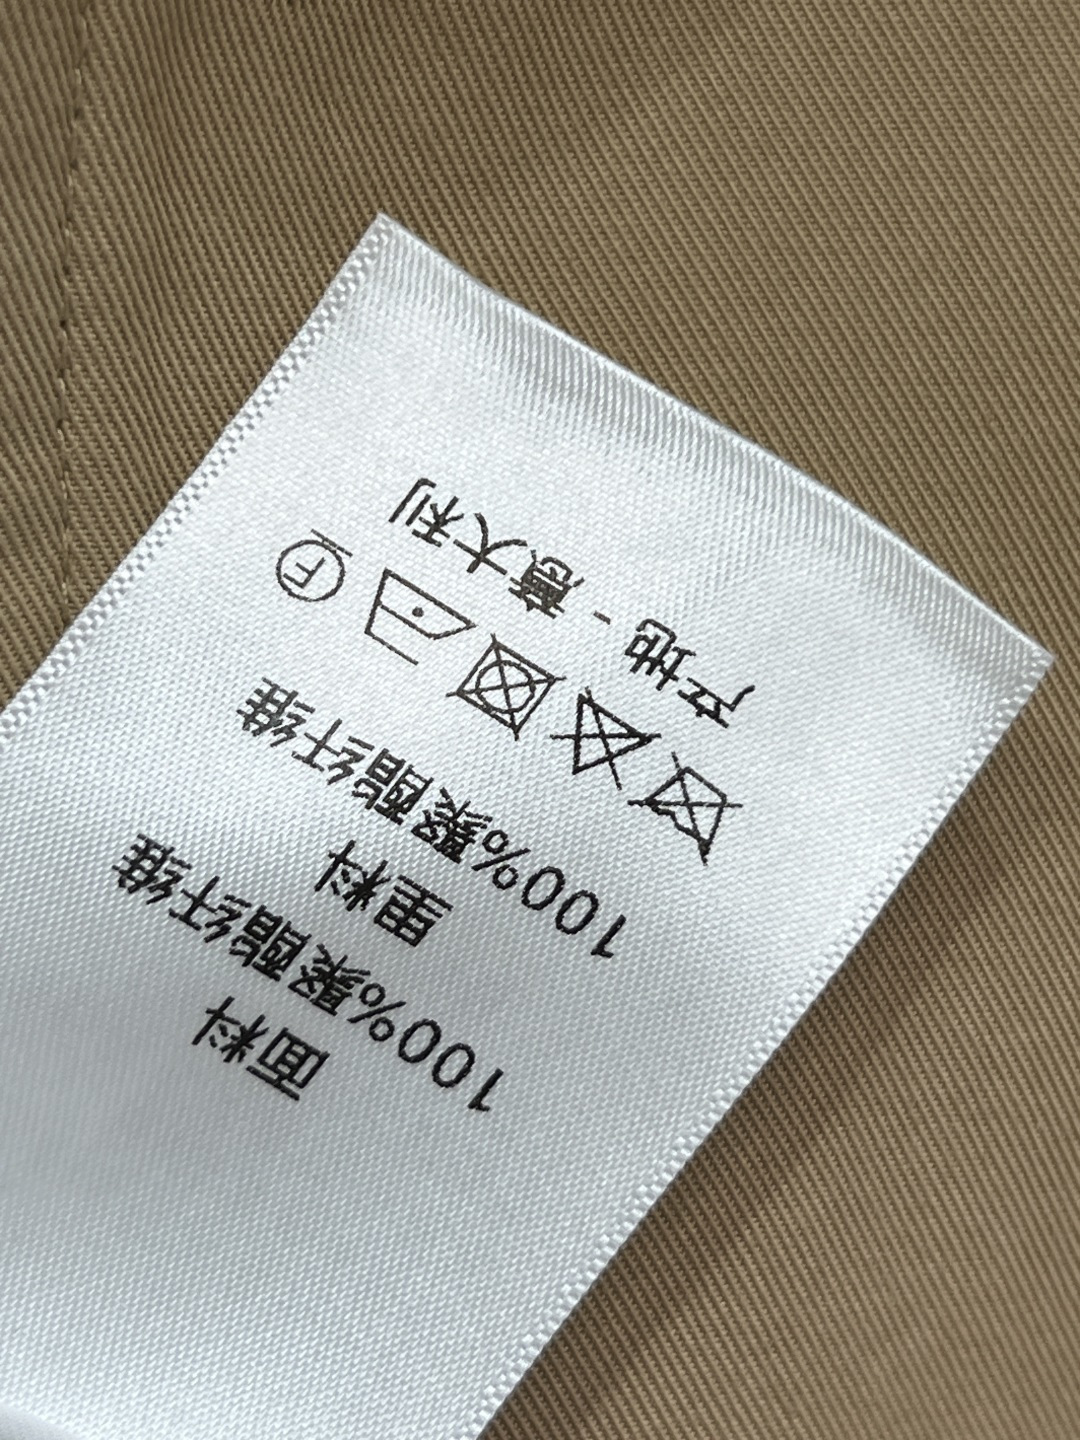 面料
100%聚酯纤维
里料
100%聚酯纤维
F
产地 - 意大利